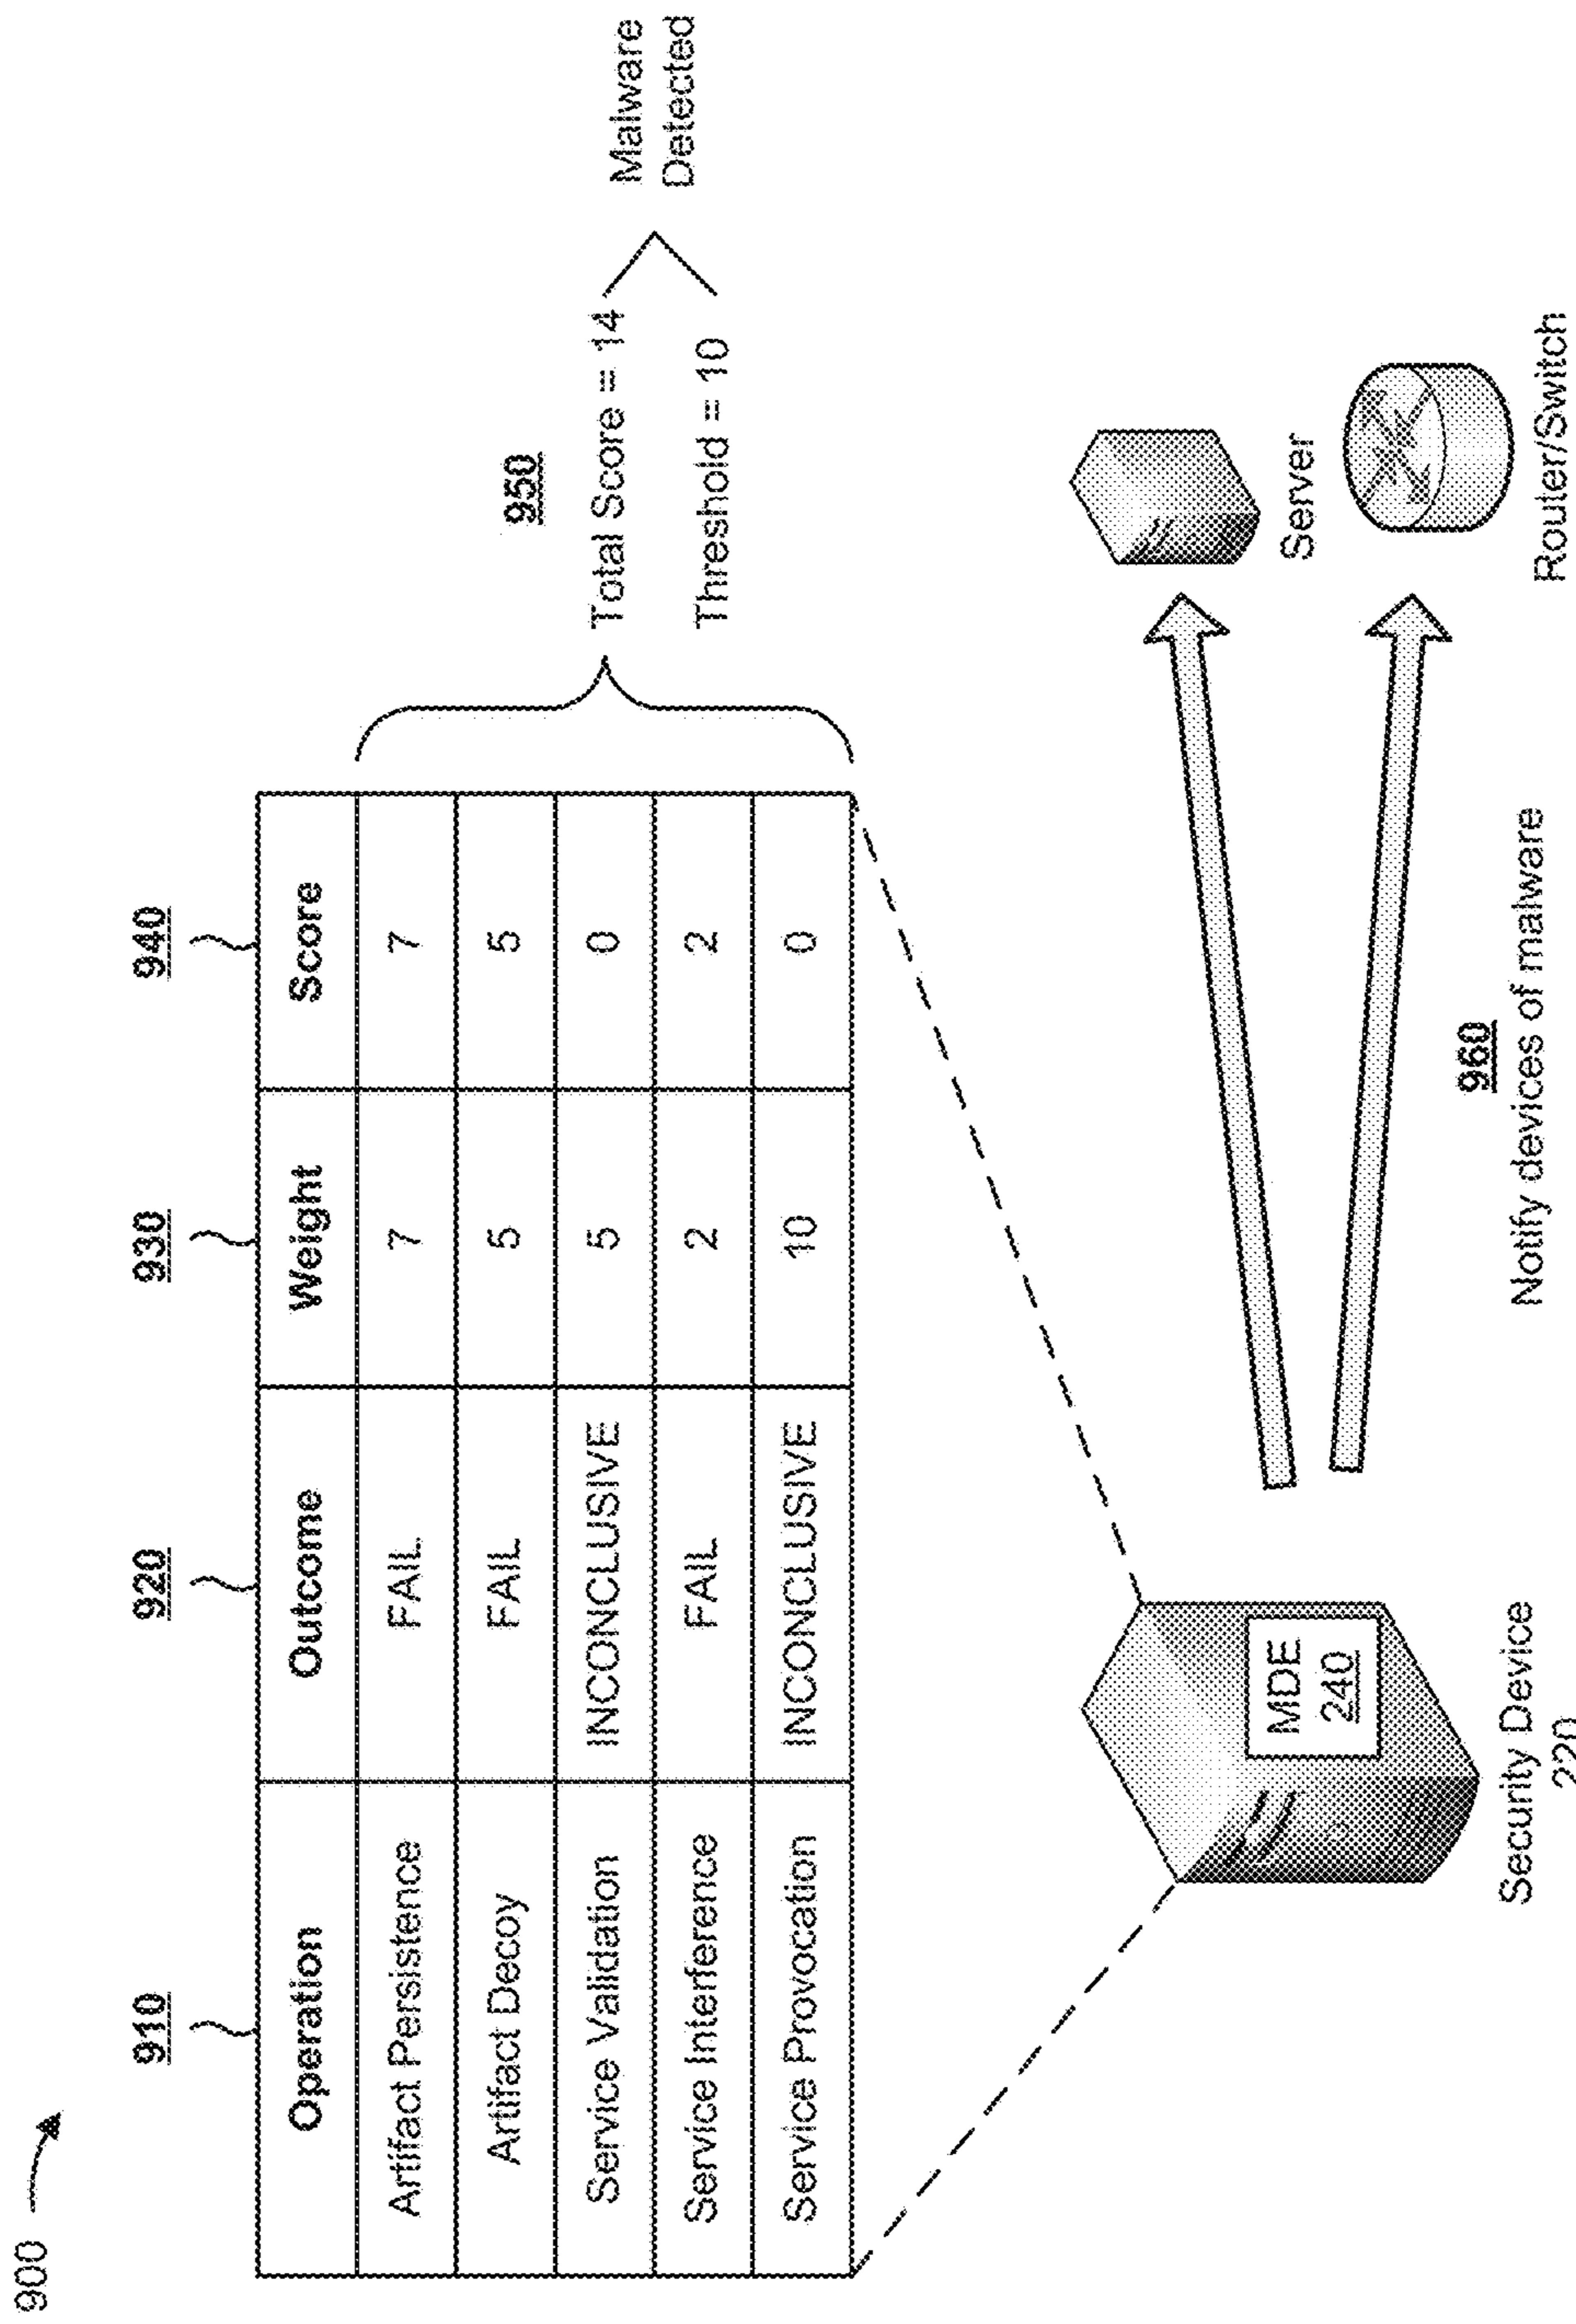 900
910 920 930 940
Operation Outcome Weight Score
Artifact Persistence FAIL 7 7
Artifact Decoy FAIL 5 5
Service Validation INCONCLUSIVE 5 0
Service Interference FAIL 2 2
Service Provocation INCONCLUSIVE 10 0
950
Total Score = 14
Threshold = 10
Malware
Detected
MDE
240
Security Device
220
960
Notify devices of malware
Server
Router/Switch